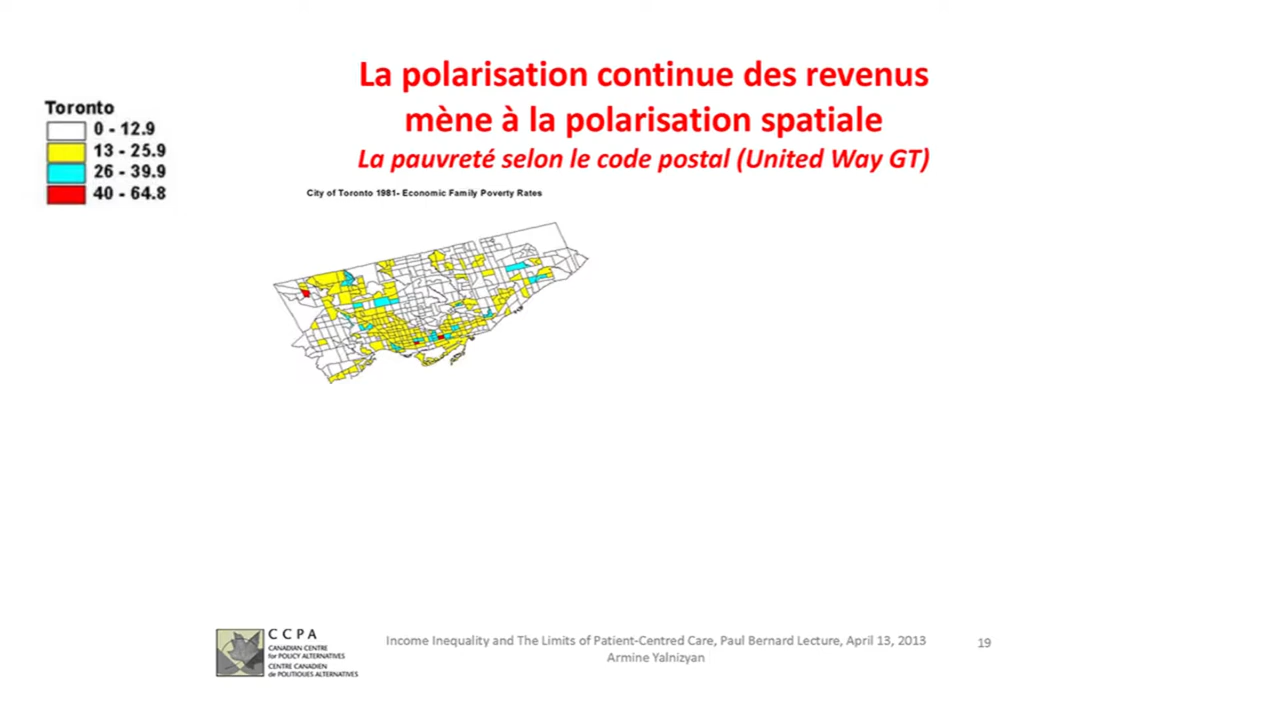 La polarisation continue des revenus
mène à la polarisation spatiale
La pauvreté selon le code postal (United Way GT)
Toronto
0 - 12.9
13 - 25.9
26 - 39.9
40 - 64.8
City of Toronto 1981- Economic Family Poverty Rates
CCPA
CANADIAN CENTRE
for POLICY ALTERNATIVES
CENTRE CANADIEN
de POLITIQUES ALTERNATIVES
Income Inequality and The Limits of Patient-Centred Care, Paul Bernard Lecture, April 13, 2013
Armine Yalnizyan
19